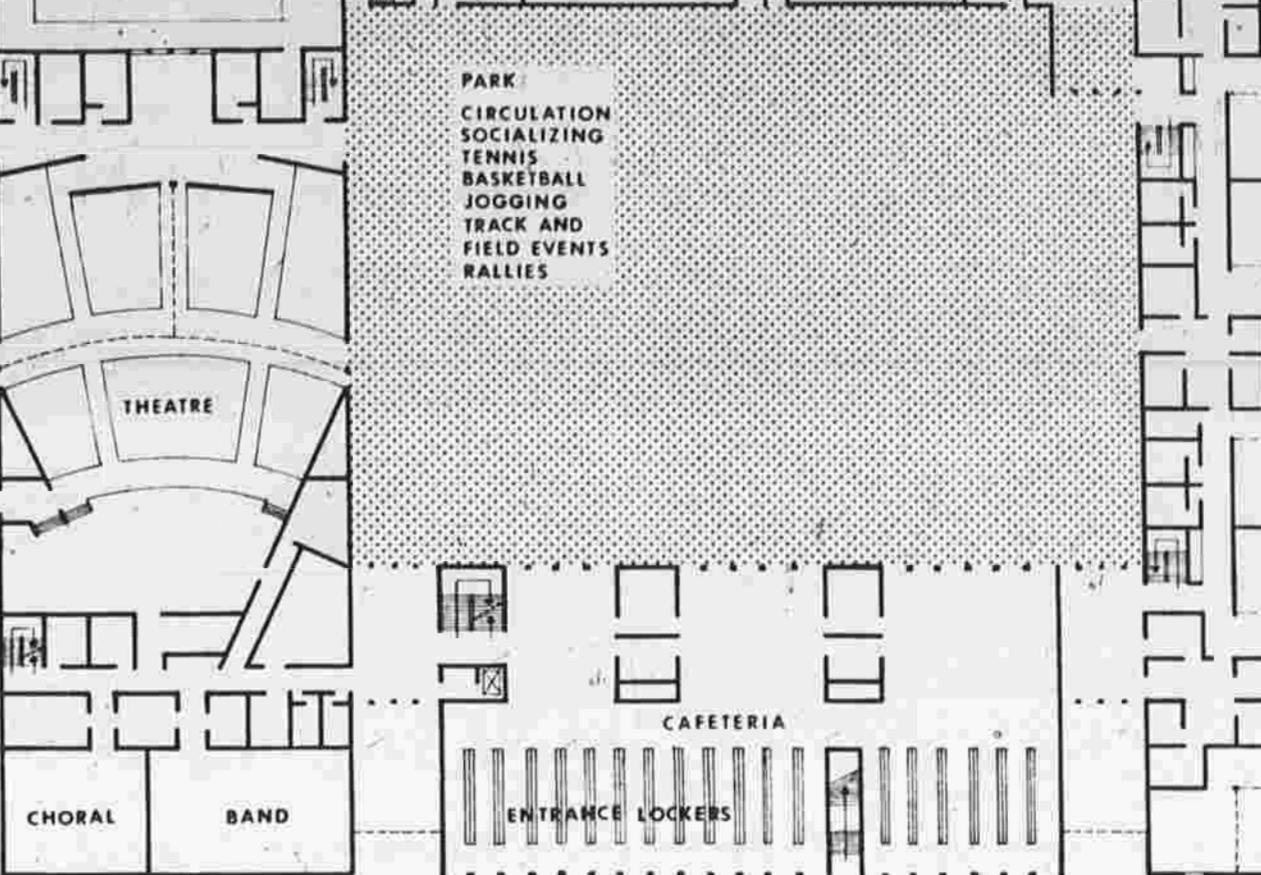 PARK
CIRCULATION
SOCIALIZING
TENNIS
BASKETBALL
JOGGING
TRACK AND
FIELD EVENTS
RALLIES
THEATRE
CAFETERIA
ENTRANCE LOCKERS
CHORAL
BAND